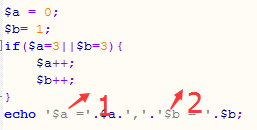 $a = 0;
$b= 1;
if($a=3||$b=3){
$a++;
$b++;
}
echo '$a ='.$a.','.'$b = '.$b;
1
2